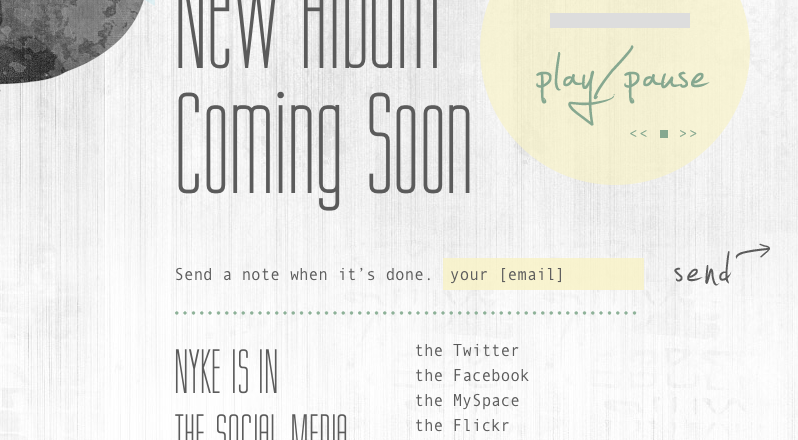 New Album
Coming Soon
play/pause
<< ■ >>
Send a note when it's done. your [email]
send
NYKE IS IN
THE SOCIAL MEDIA
the Twitter
the Facebook
the MySpace
the Flickr